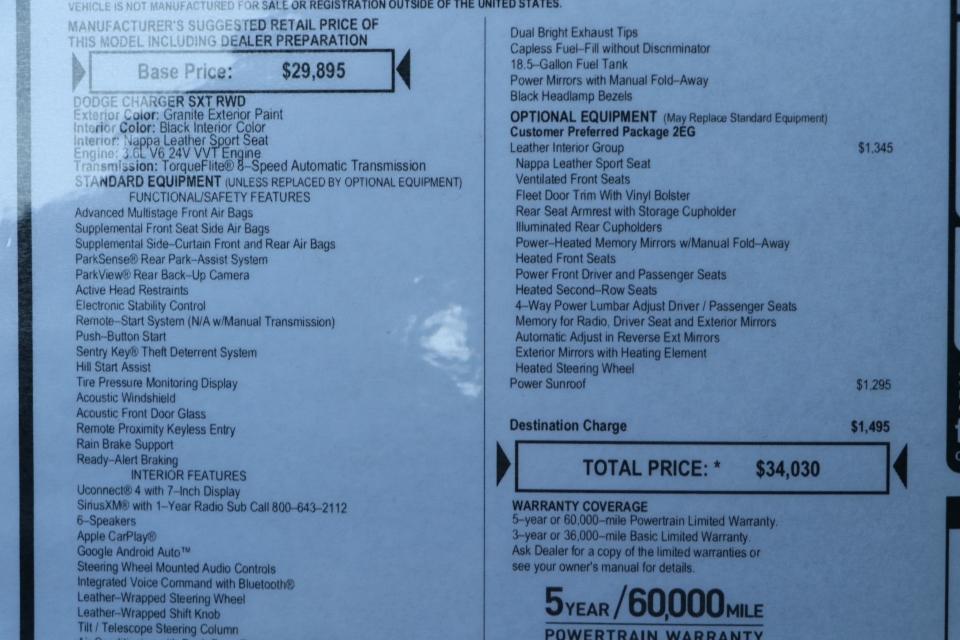 VEHICLE IS NOT MANUFACTURED FOR SALE OR REGISTRATION OUTSIDE OF THE UNITED STATES.
MANUFACTURER'S SUGGESTED RETAIL PRICE OF
THIS MODEL INCLUDING DEALER PREPARATION
Base Price: $29,895
DODGE CHARGER SXT RWD
Exterior Color: Granite Exterior Paint
Interior Color: Black Interior Color
Interior: Nappa Leather Sport Seat
Engine: 3.6L V6 24V VVT Engine
Transmission: TorqueFlite® 8–Speed Automatic Transmission
STANDARD EQUIPMENT (UNLESS REPLACED BY OPTIONAL EQUIPMENT)
FUNCTIONAL/SAFETY FEATURES
Advanced Multistage Front Air Bags
Supplemental Front Seat Side Air Bags
Supplemental Side–Curtain Front and Rear Air Bags
ParkSense® Rear Park–Assist System
ParkView® Rear Back–Up Camera
Active Head Restraints
Electronic Stability Control
Remote–Start System (N/A w/Manual Transmission)
Push–Button Start
Sentry Key® Theft Deterrent System
Hill Start Assist
Tire Pressure Monitoring Display
Acoustic Windshield
Acoustic Front Door Glass
Remote Proximity Keyless Entry
Rain Brake Support
Ready–Alert Braking
INTERIOR FEATURES
Uconnect® 4 with 7–Inch Display
SiriusXM® with 1–Year Radio Sub Call 800–643–2112
6–Speakers
Apple CarPlay®
Google Android Auto™
Steering Wheel Mounted Audio Controls
Integrated Voice Command with Bluetooth®
Leather–Wrapped Steering Wheel
Leather–Wrapped Shift Knob
Tilt / Telescope Steering Column
Dual Bright Exhaust Tips
Capless Fuel–Fill without Discriminator
18.5–Gallon Fuel Tank
Power Mirrors with Manual Fold–Away
Black Headlamp Bezels
OPTIONAL EQUIPMENT (May Replace Standard Equipment)
Customer Preferred Package 2EG
Leather Interior Group $1,345
Nappa Leather Sport Seat
Ventilated Front Seats
Fleet Door Trim With Vinyl Bolster
Rear Seat Armrest with Storage Cupholder
Illuminated Rear Cupholders
Power–Heated Memory Mirrors w/Manual Fold–Away
Heated Front Seats
Power Front Driver and Passenger Seats
Heated Second–Row Seats
4–Way Power Lumbar Adjust Driver / Passenger Seats
Memory for Radio, Driver Seat and Exterior Mirrors
Automatic Adjust in Reverse Ext Mirrors
Exterior Mirrors with Heating Element
Heated Steering Wheel
Power Sunroof $1,295
Destination Charge $1,495
TOTAL PRICE: * $34,030
WARRANTY COVERAGE
5–year or 60,000–mile Powertrain Limited Warranty.
3–year or 36,000–mile Basic Limited Warranty.
Ask Dealer for a copy of the limited warranties or
see your owner's manual for details.
5YEAR/60,000MILE
POWERTRAIN WARRANTY